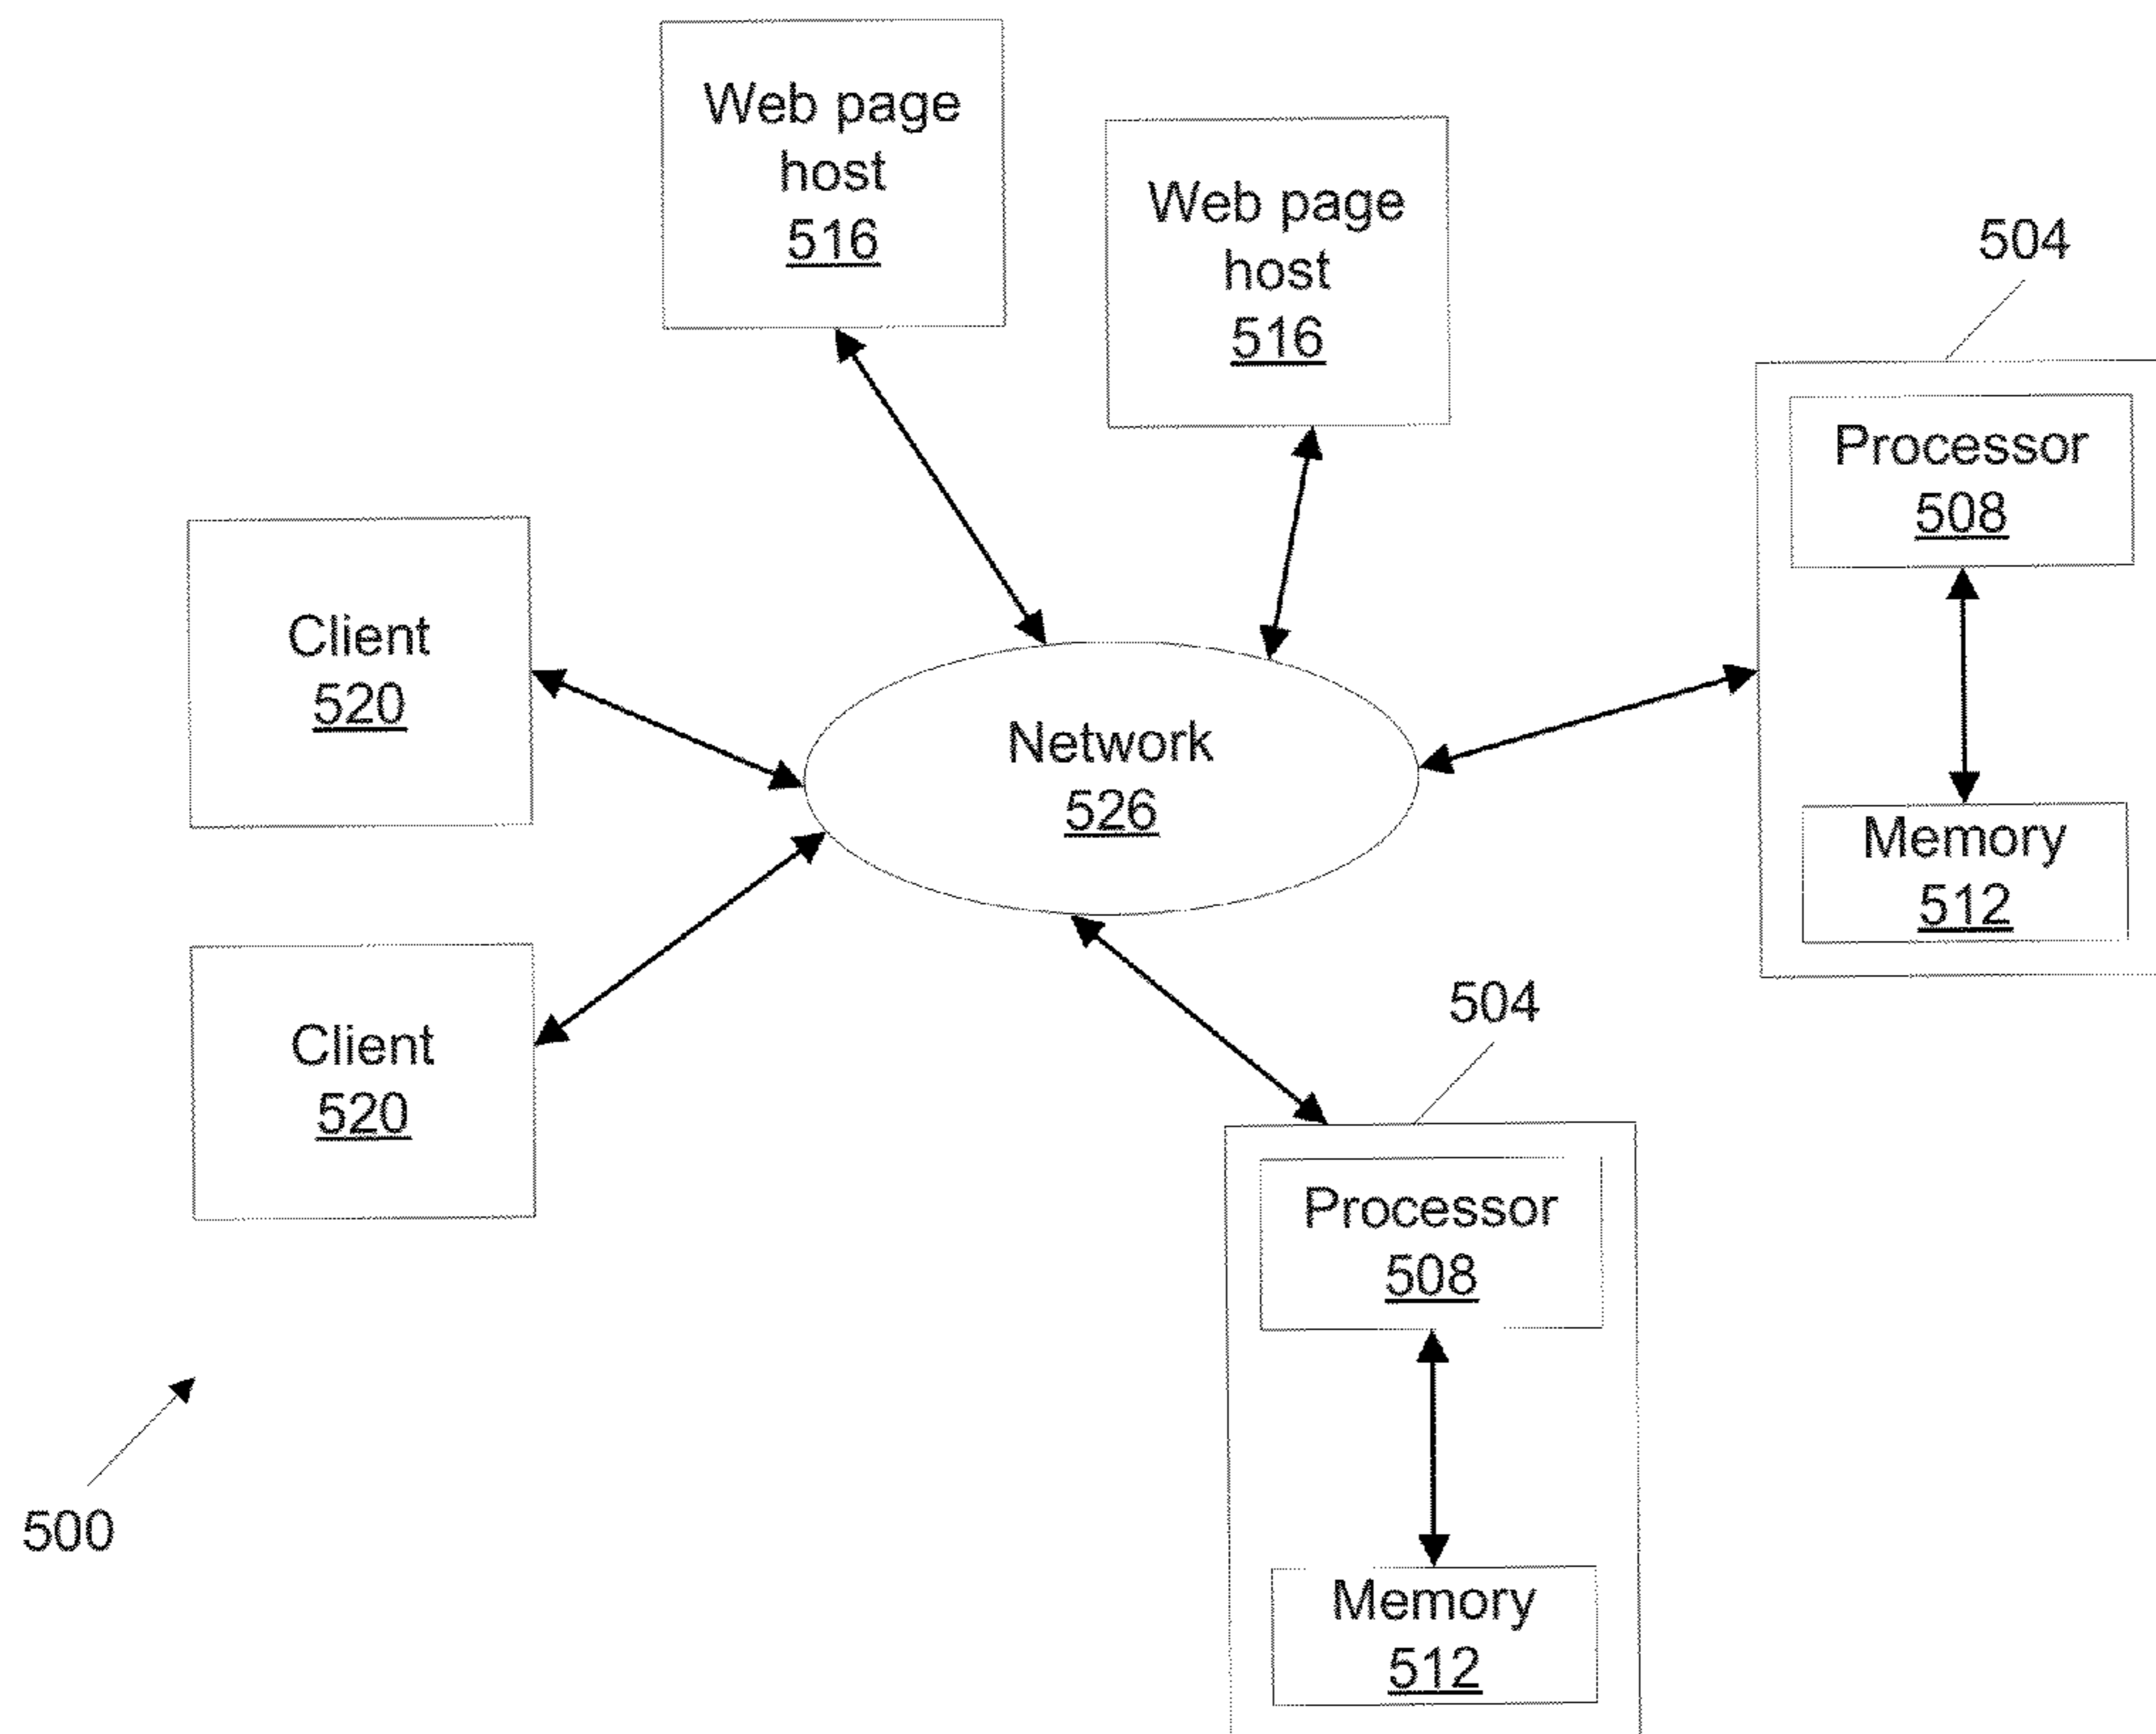 Web page
host
516
Web page
host
516
504
Processor
508
Memory
512
Client
520
Network
526
Client
520
504
Processor
508
Memory
512
500